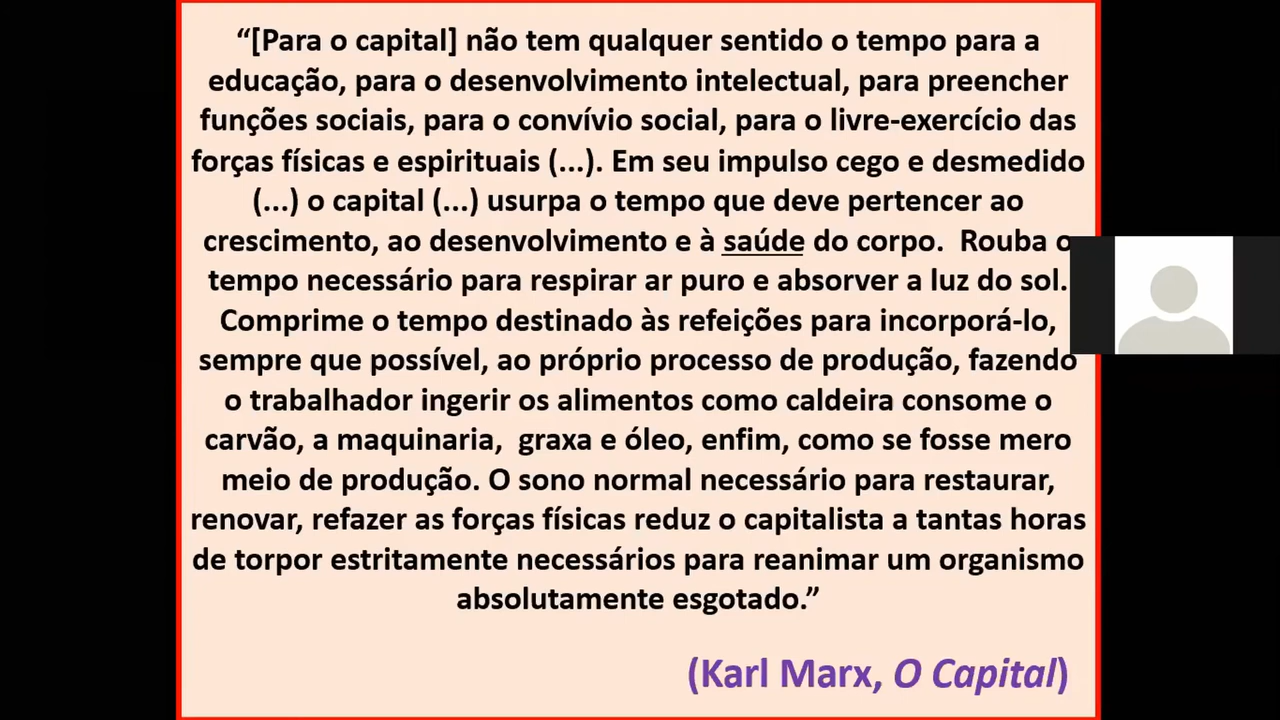 “[Para o capital] não tem qualquer sentido o tempo para a
educação, para o desenvolvimento intelectual, para preencher
funções sociais, para o convívio social, para o livre-exercício das
forças físicas e espirituais (...). Em seu impulso cego e desmedido
(...) o capital (...) usurpa o tempo que deve pertencer ao
crescimento, ao desenvolvimento e à saúde do corpo.  Rouba o
tempo necessário para respirar ar puro e absorver a luz do sol.
Comprime o tempo destinado às refeições para incorporá-lo,
sempre que possível, ao próprio processo de produção, fazendo
o trabalhador ingerir os alimentos como caldeira consome o
carvão, a maquinaria,  graxa e óleo, enfim, como se fosse mero
meio de produção. O sono normal necessário para restaurar,
renovar, refazer as forças físicas reduz o capitalista a tantas horas
de torpor estritamente necessários para reanimar um organismo
absolutamente esgotado.”
(Karl Marx, O Capital)